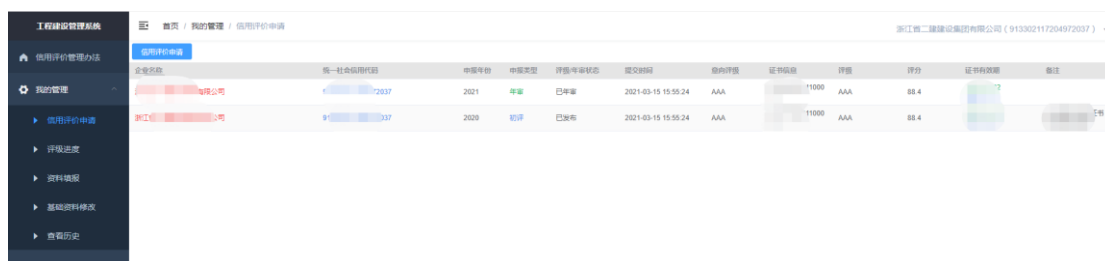 工程建设管理系统
首页 / 我的管理 / 信用评价申请
浙江省二建建设集团有限公司 ( 913302117204972037 )
信用评价管理办法
我的管理
信用评价申请
评级进度
资料填报
基础资料修改
查看历史
信用评价申请
企业名称 统一社会信用代码 申报年份 申报类型 评级/年审状态 提交时间 意向评级 证书信息 评级 评分 证书有效期 备注
有限公司 72037 2021 年审 已年审 2021-03-15 15:55:24 AAA 11000 AAA 88.4
浙江 公司 91 037 2020 初评 已发布 2021-03-15 15:55:24 AAA 11000 AAA 88.4 证书